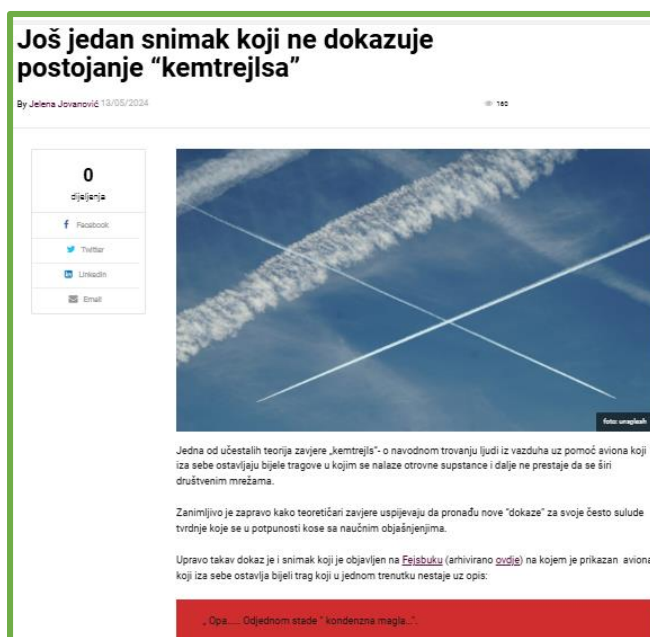 Još jedan snimak koji ne dokazuje
postojanje “kemtrejlsa”
By Jelena Jovanović 13/05/2024
160
0
dijeljenja
Facebook
Twitter
LinkedIn
Email
foto: unsplash
Jedna od učestalih teorija zavjere „kemtrejls“- o navodnom trovanju ljudi iz vazduha uz pomoć aviona koji
iza sebe ostavljaju bijele tragove u kojim se nalaze otrovne supstance i dalje ne prestaje da se širi
društvenim mrežama.
Zanimljivo je zapravo kako teoretičari zavjere uspijevaju da pronađu nove “dokaze” za svoje često sulude
tvrdnje koje se u potpunosti kose sa naučnim objašnjenjima.
Upravo takav dokaz je i snimak koji je objavljen na Fejsbuku (arhivirano ovdje) na kojem je prikazan aviona
koji iza sebe ostavlja bijeli trag koji u jednom trenutku nestaje uz opis:
„ Opa..... Odjednom stade “ kondenzna magla...“.